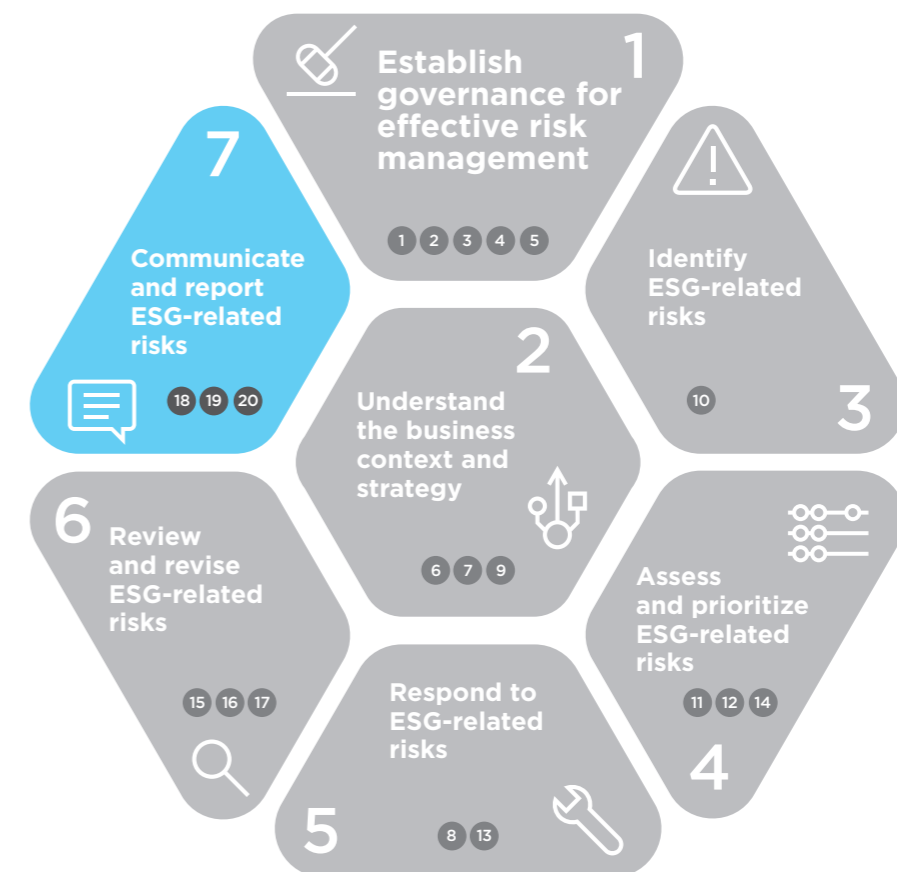 1
Establish
governance for
effective risk
management
1 2 3 4 5
2
Understand
the business
context and
strategy
6 7 9
Identify
ESG-related
risks
10
3
Assess
and prioritize
ESG-related
risks
11 12 14
4
Respond to
ESG-related
risks
5
8 13
6
Review
and revise
ESG-related
risks
15 16 17
7
Communicate
and report
ESG-related
risks
18 19 20